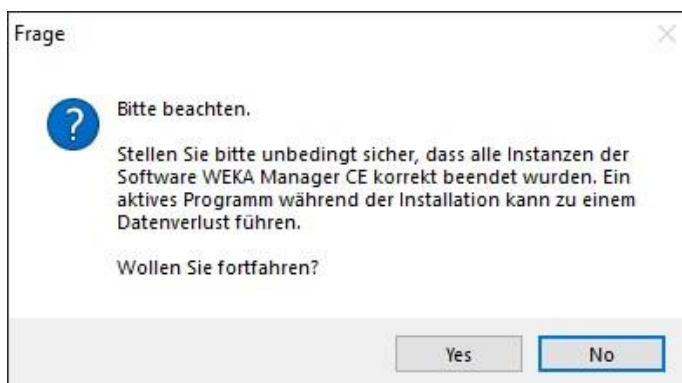 Frage
Bitte beachten.
Stellen Sie bitte unbedingt sicher, dass alle Instanzen der
Software WEKA Manager CE korrekt beendet wurden. Ein
aktives Programm während der Installation kann zu einem
Datenverlust führen.
Wollen Sie fortfahren?
Yes
No